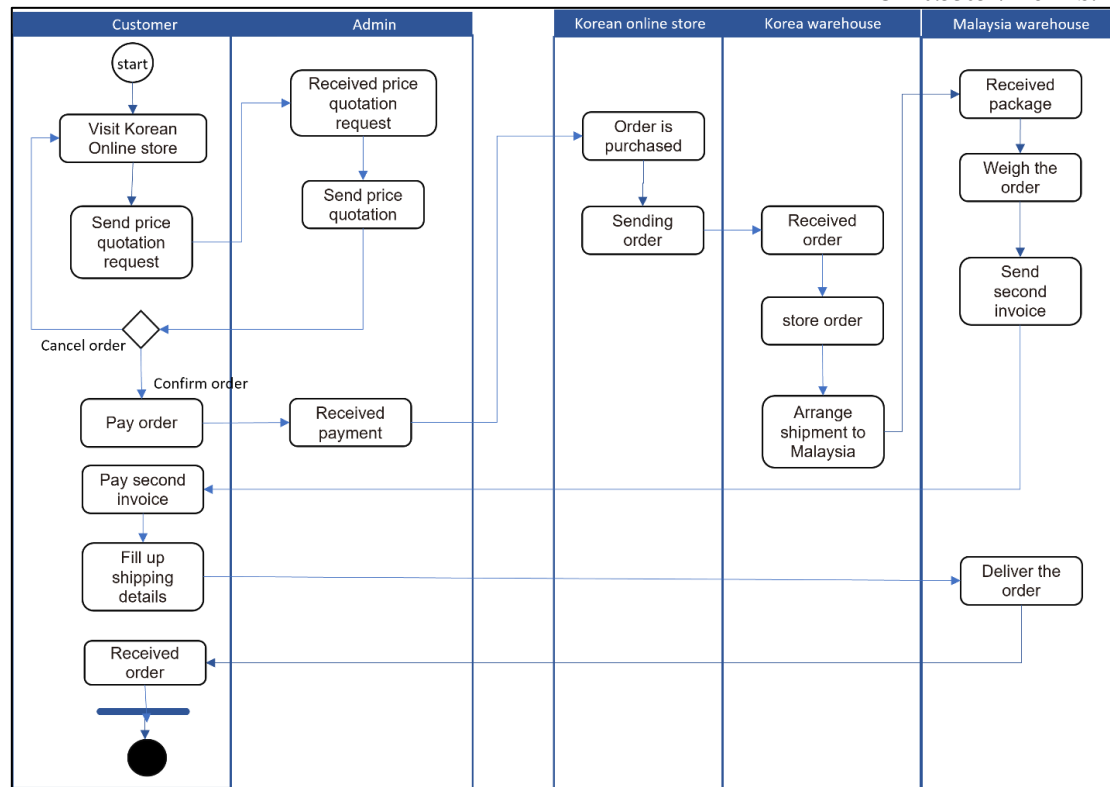 Customer
Admin
Korean online store
Korea warehouse
Malaysia warehouse
start
Visit Korean
Online store
Send price
quotation
request
Received price
quotation
request
Send price
quotation
Cancel order
Confirm order
Pay order
Received
payment
Order is
purchased
Sending
order
Received
order
store order
Arrange
shipment to
Malaysia
Received
package
Weigh the
order
Send
second
invoice
Pay second
invoice
Fill up
shipping
details
Deliver the
order
Received
order